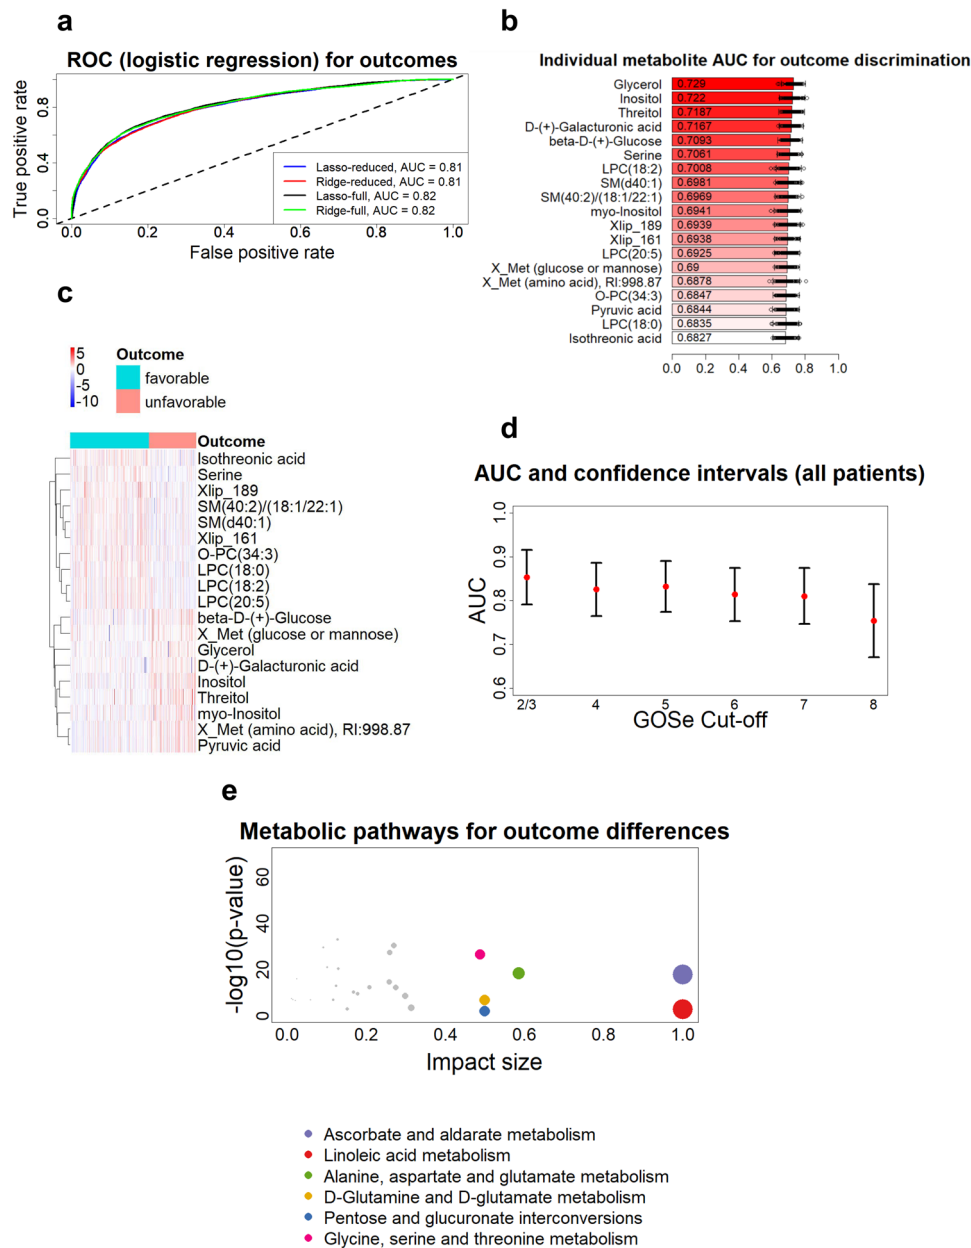 a
ROC (logistic regression) for outcomes
True positive rate
0.8
0.4
0.0
Lasso-reduced, AUC = 0.81
Ridge-reduced, AUC = 0.81
Lasso-full, AUC = 0.82
Ridge-full, AUC = 0.82
0.0 0.2 0.4 0.6 0.8 1.0
False positive rate
b
Individual metabolite AUC for outcome discrimination
Glycerol 0.729
Inositol 0.722
Threitol 0.7187
D-(+)-Galacturonic acid 0.7167
beta-D-(+)-Glucose 0.7093
Serine 0.7061
LPC(18:2) 0.7008
SM(d40:1) 0.6981
SM(40:2)/(18:1/22:1) 0.6969
myo-Inositol 0.6941
Xlip_189 0.6939
Xlip_161 0.6938
LPC(20:5) 0.6925
X_Met (glucose or mannose) 0.69
X_Met (amino acid), RI:998.87 0.6878
O-PC(34:3) 0.6847
Pyruvic acid 0.6844
LPC(18:0) 0.6835
Isothreonic acid 0.6827
0.0 0.2 0.4 0.6 0.8 1.0
c
5
0
-5
-10
Outcome
favorable
unfavorable
Outcome
Isothreonic acid
Serine
Xlip_189
SM(40:2)/(18:1/22:1)
SM(d40:1)
Xlip_161
O-PC(34:3)
LPC(18:0)
LPC(18:2)
LPC(20:5)
beta-D-(+)-Glucose
X_Met (glucose or mannose)
Glycerol
D-(+)-Galacturonic acid
Inositol
Threitol
myo-Inositol
X_Met (amino acid), RI:998.87
Pyruvic acid
d
AUC and confidence intervals (all patients)
AUC
1.0
0.9
0.8
0.7
0.6
2/3 4 5 6 7 8
GOSe Cut-off
e
Metabolic pathways for outcome differences
-log10(p-value)
60
40
20
0
0.0 0.2 0.4 0.6 0.8 1.0
Impact size
Ascorbate and aldarate metabolism
Linoleic acid metabolism
Alanine, aspartate and glutamate metabolism
D-Glutamine and D-glutamate metabolism
Pentose and glucuronate interconversions
Glycine, serine and threonine metabolism